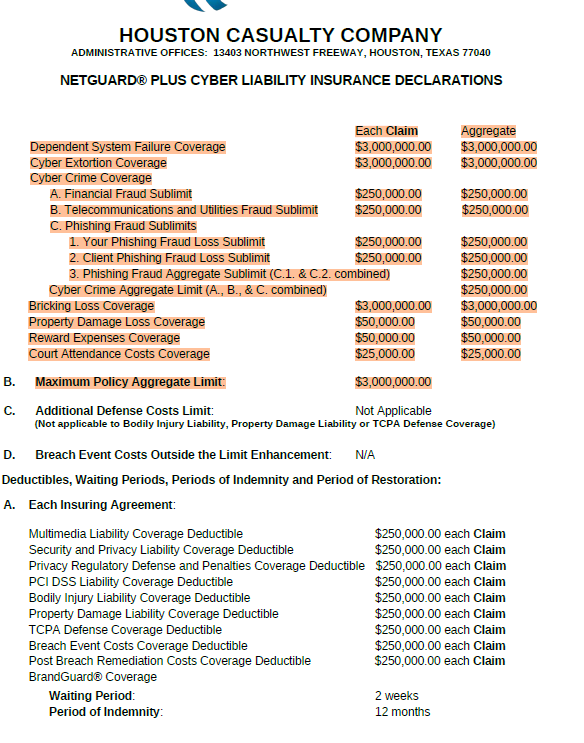 HOUSTON CASUALTY COMPANY
ADMINISTRATIVE OFFICES: 13403 NORTHWEST FREEWAY, HOUSTON, TEXAS 77040
NETGUARD® PLUS CYBER LIABILITY INSURANCE DECLARATIONS
Each Claim Aggregate
Dependent System Failure Coverage $3,000,000.00 $3,000,000.00
Cyber Extortion Coverage $3,000,000.00 $3,000,000.00
Cyber Crime Coverage
A. Financial Fraud Sublimit $250,000.00 $250,000.00
B. Telecommunications and Utilities Fraud Sublimit $250,000.00 $250,000.00
C. Phishing Fraud Sublimits
1. Your Phishing Fraud Loss Sublimit $250,000.00 $250,000.00
2. Client Phishing Fraud Loss Sublimit $250,000.00 $250,000.00
3. Phishing Fraud Aggregate Sublimit (C.1. & C.2. combined) $250,000.00
Cyber Crime Aggregate Limit (A., B., & C. combined) $250,000.00
Bricking Loss Coverage $3,000,000.00 $3,000,000.00
Property Damage Loss Coverage $50,000.00 $50,000.00
Reward Expenses Coverage $50,000.00 $50,000.00
Court Attendance Costs Coverage $25,000.00 $25,000.00
B. Maximum Policy Aggregate Limit: $3,000,000.00
C. Additional Defense Costs Limit: Not Applicable
(Not applicable to Bodily Injury Liability, Property Damage Liability or TCPA Defense Coverage)
D. Breach Event Costs Outside the Limit Enhancement: N/A
Deductibles, Waiting Periods, Periods of Indemnity and Period of Restoration:
A. Each Insuring Agreement:
Multimedia Liability Coverage Deductible $250,000.00 each Claim
Security and Privacy Liability Coverage Deductible $250,000.00 each Claim
Privacy Regulatory Defense and Penalties Coverage Deductible $250,000.00 each Claim
PCI DSS Liability Coverage Deductible $250,000.00 each Claim
Bodily Injury Liability Coverage Deductible $250,000.00 each Claim
Property Damage Liability Coverage Deductible $250,000.00 each Claim
TCPA Defense Coverage Deductible $250,000.00 each Claim
Breach Event Costs Coverage Deductible $250,000.00 each Claim
Post Breach Remediation Costs Coverage Deductible $250,000.00 each Claim
BrandGuard® Coverage
Waiting Period: 2 weeks
Period of Indemnity: 12 months